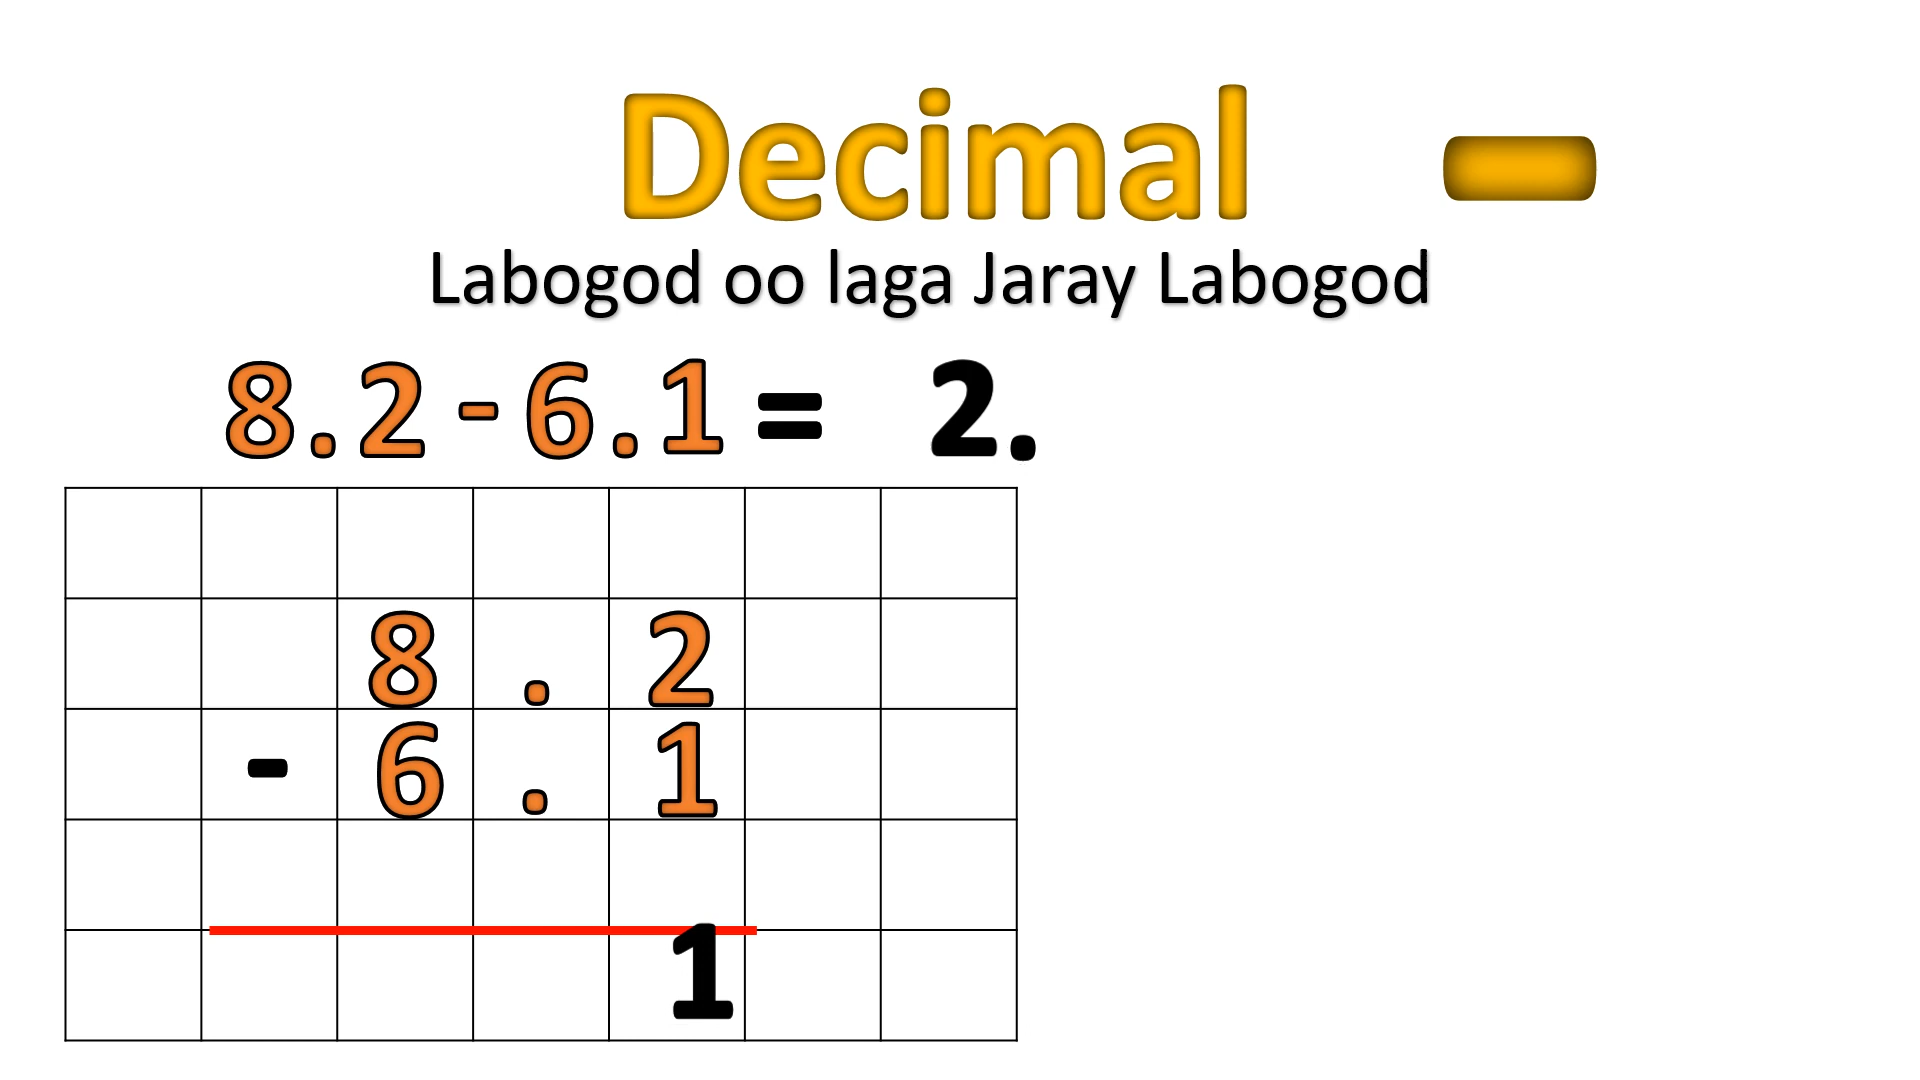 Decimal -
Labogod oo laga Jaray Labogod
8.2-6.1= 2.
8.2
- 6.1
1